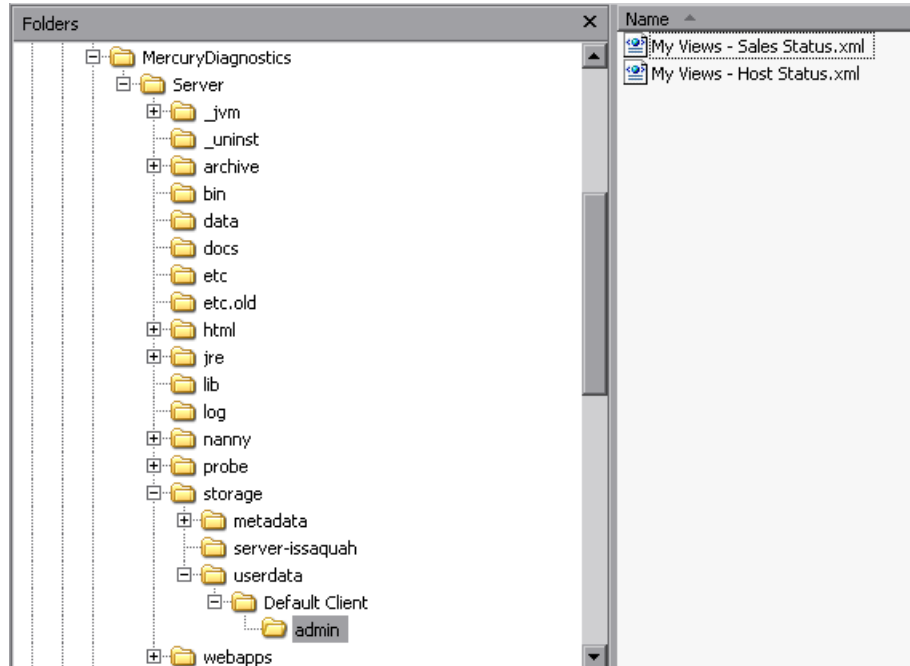 Folders
MercuryDiagnostics
Server
_jvm
_uninst
archive
bin
data
docs
etc
etc.old
html
jre
lib
log
nanny
probe
storage
metadata
server-issaquah
userdata
Default Client
admin
webapps
Name
My Views - Sales Status.xml
My Views - Host Status.xml